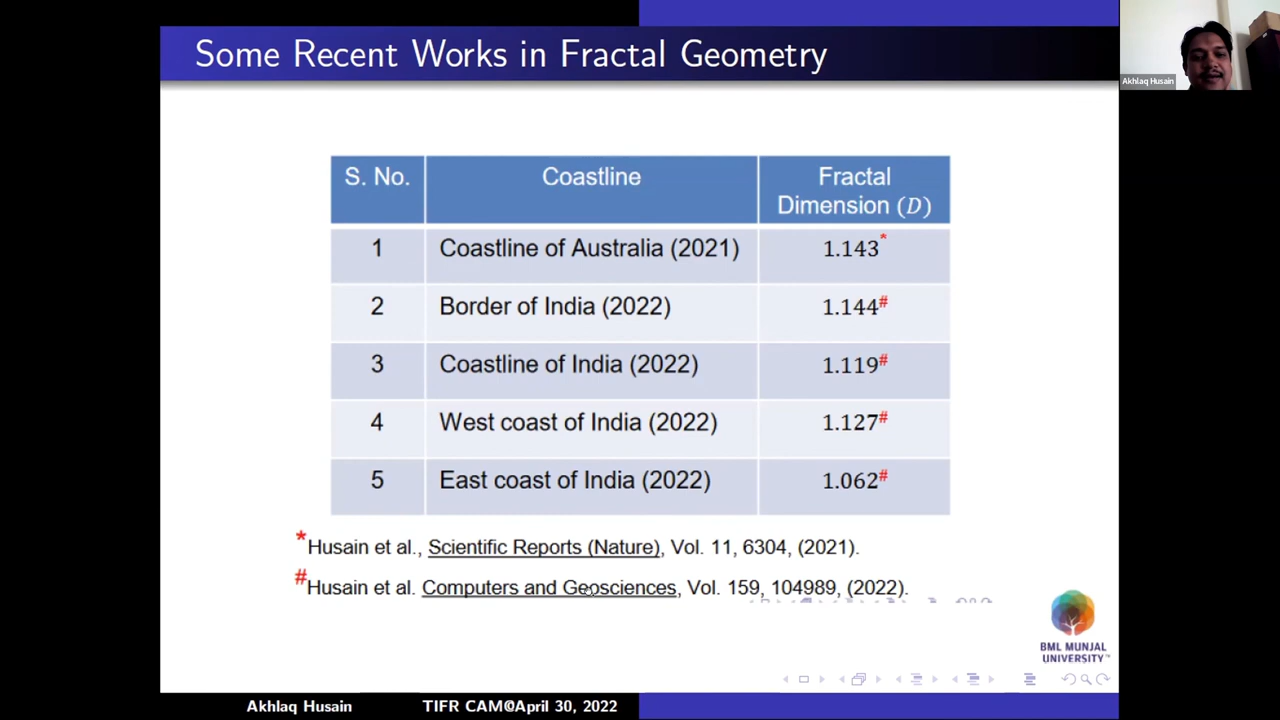 Some Recent Works in Fractal Geometry
Akhlaq Husain
S. No. Coastline Fractal Dimension (D)
1 Coastline of Australia (2021) 1.143*
2 Border of India (2022) 1.144#
3 Coastline of India (2022) 1.119#
4 West coast of India (2022) 1.127#
5 East coast of India (2022) 1.062#
*Husain et al., Scientific Reports (Nature), Vol. 11, 6304, (2021).
#Husain et al. Computers and Geosciences, Vol. 159, 104989, (2022).
BML MUNJAL
UNIVERSITY™
Akhlaq Husain TIFR CAM@April 30, 2022